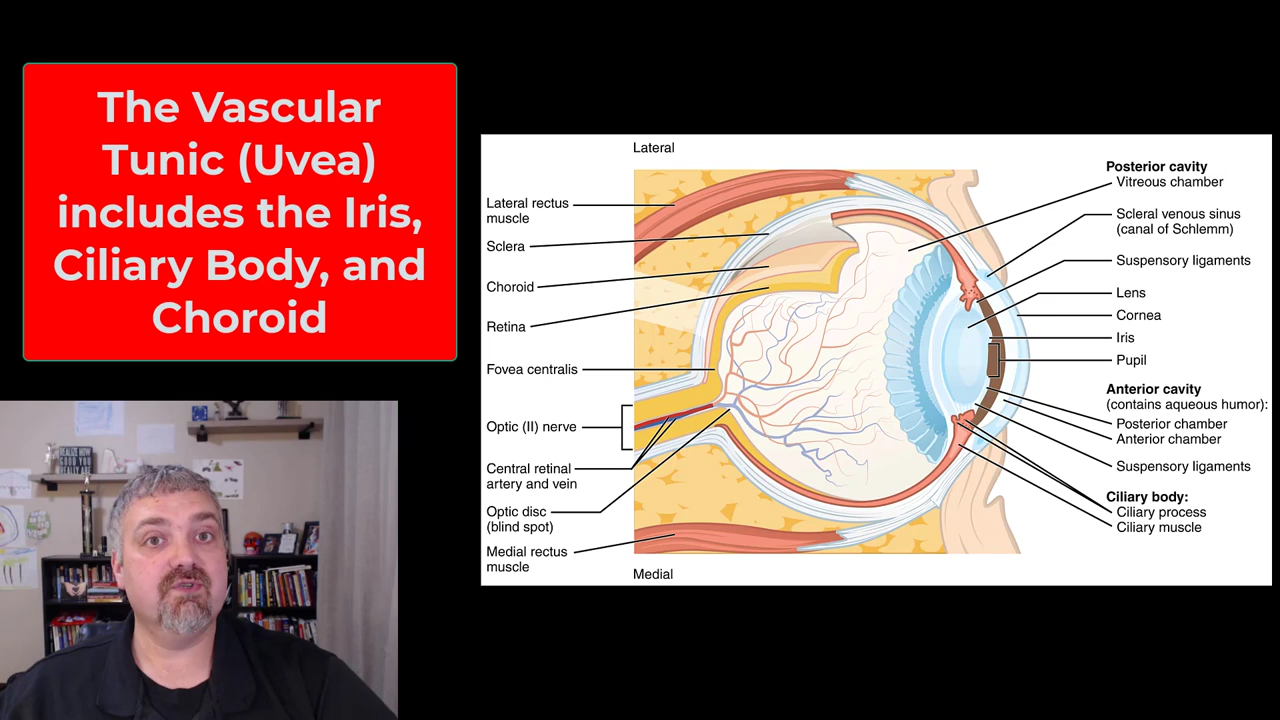 The Vascular
Tunic (Uvea)
includes the Iris,
Ciliary Body, and
Choroid
Lateral
Lateral rectus
muscle
Sclera
Choroid
Retina
Fovea centralis
Optic (II) nerve
Central retinal
artery and vein
Optic disc
(blind spot)
Medial rectus
muscle
Medial
Posterior cavity
Vitreous chamber
Scleral venous sinus
(canal of Schlemm)
Suspensory ligaments
Lens
Cornea
Iris
Pupil
Anterior cavity
(contains aqueous humor):
Posterior chamber
Anterior chamber
Suspensory ligaments
Ciliary body:
Ciliary process
Ciliary muscle